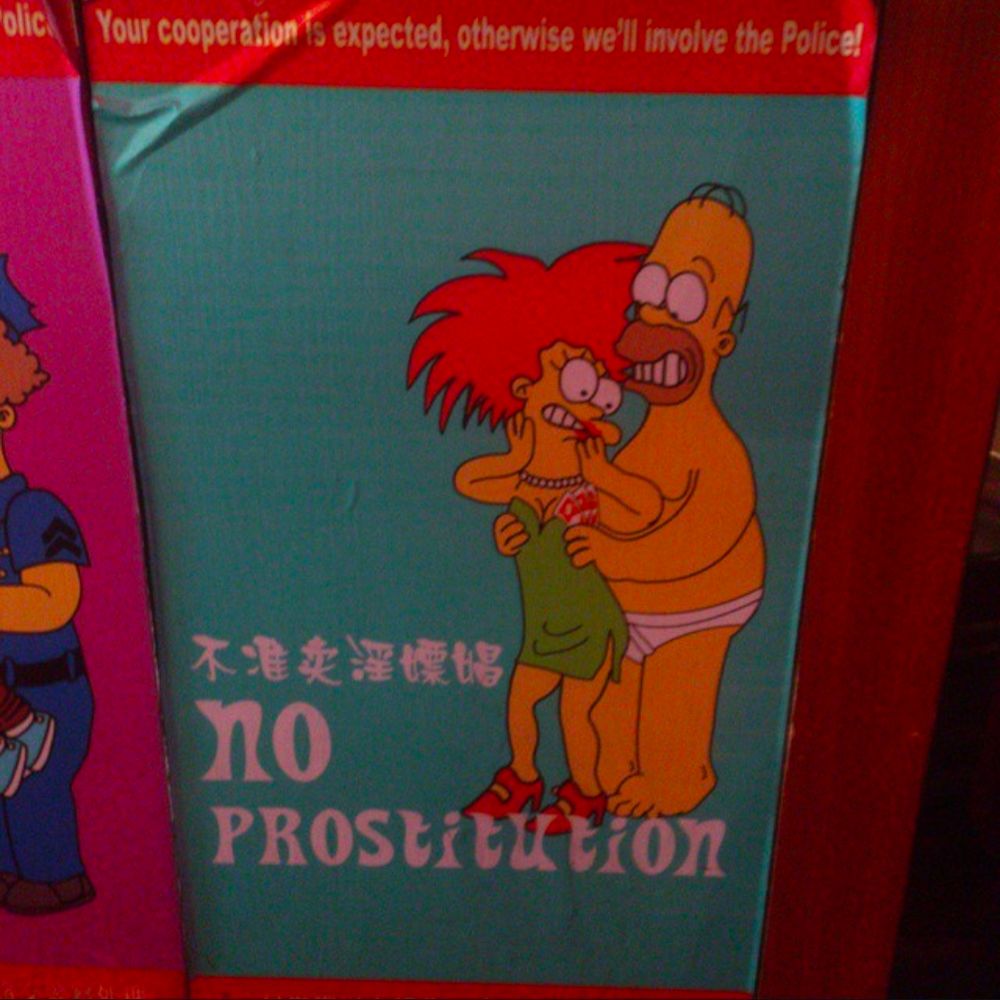 Your cooperation is expected, otherwise we'll involve the Police!
不准卖淫嫖娼
NO
PROStitUtiON